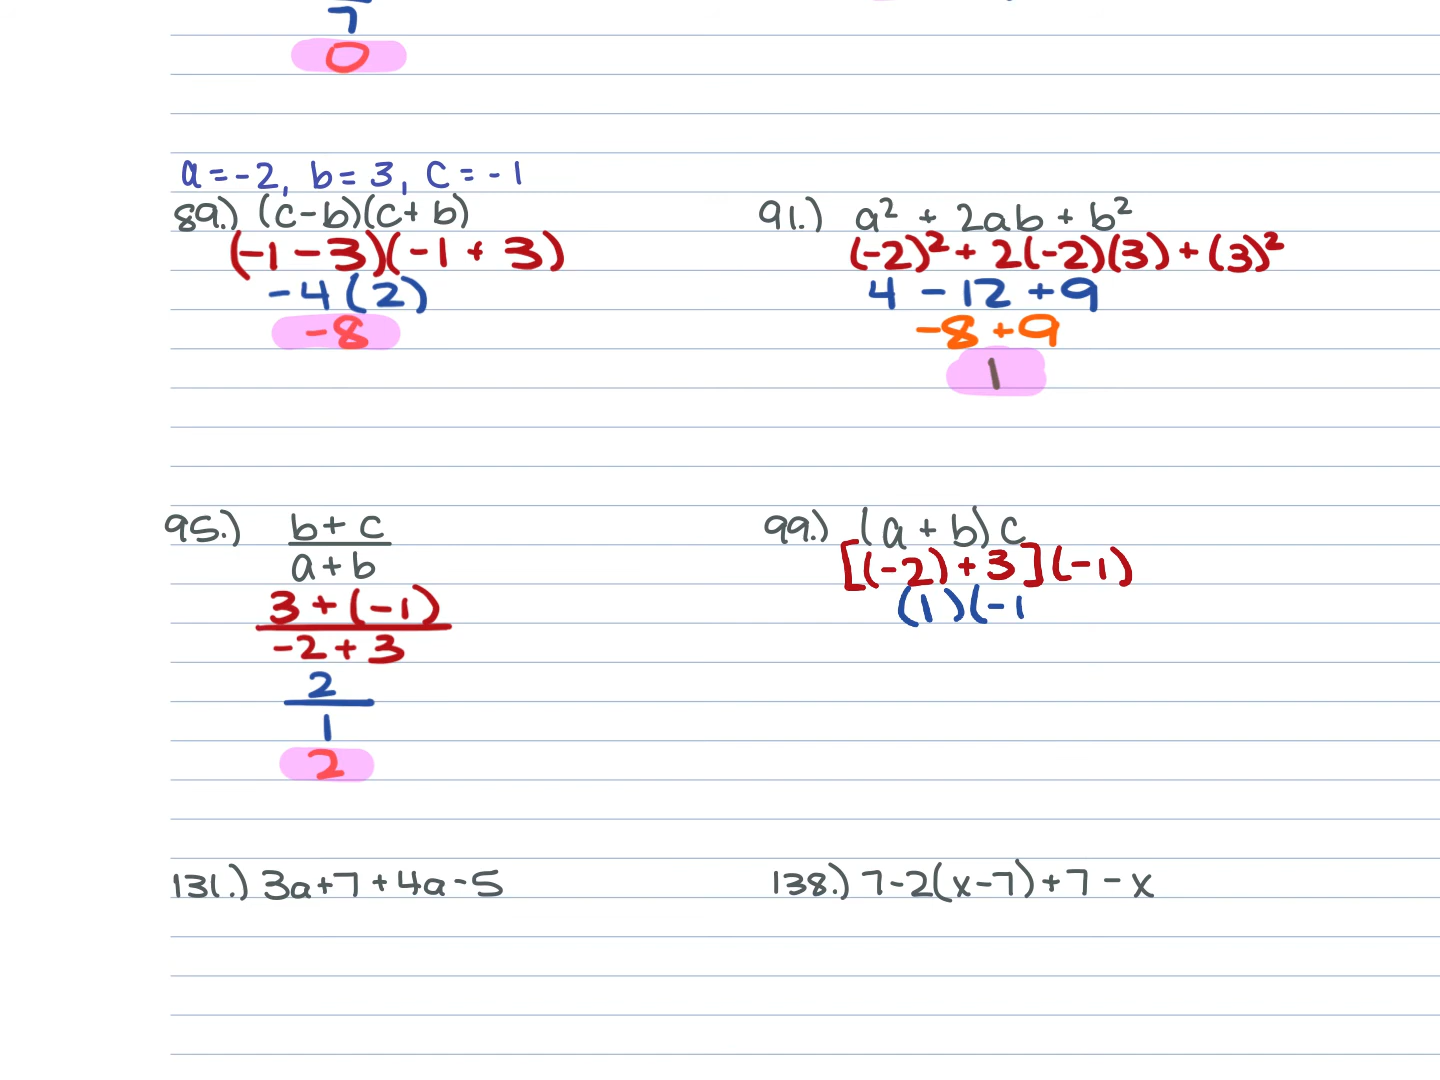 7
0
a = -2, b = 3, c = -1
89.) (c-b)(c+b)
(-1 - 3)(-1 + 3)
-4(2)
-8
91.) a² + 2ab + b²
(-2)² + 2(-2)(3) + (3)²
4 - 12 + 9
-8 + 9
1
95.) b + c
a + b
3 + (-1)
-2 + 3
2
1
2
99.) (a + b) c
[(-2) + 3](-1)
(1)(-1
131.) 3a+7+4a-5
138.) 7-2(x-7)+7-x